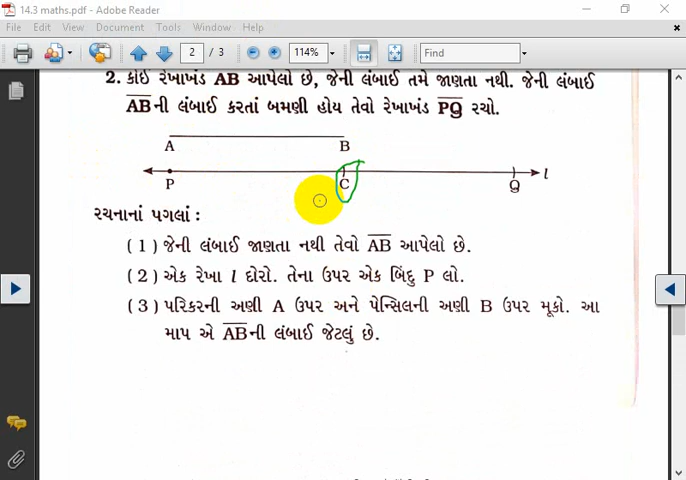 14.3 maths.pdf - Adobe Reader
File Edit View Document Tools Window Help
2 / 3 114% Find
2. કોઈ રેખાખંડ AB આપેલો છે, જેની લંબાઈ તમે જાણતા નથી. જેની લંબાઈ
ABની લંબાઈ કરતાં બમણી હોય તેવો રેખાખંડ PQ રચો.
A B
P C Q l
રચનાનાં પગલાં :
( 1 ) જેની લંબાઈ જાણતા નથી તેવો AB આપેલો છે.
( 2 ) એક રેખા l દોરો. તેના ઉપર એક બિંદુ P લો.
( 3 ) પરિકરની અણી A ઉપર અને પેન્સિલની અણી B ઉપર મૂકો. આ
માપ એ ABની લંબાઈ જેટલું છે.